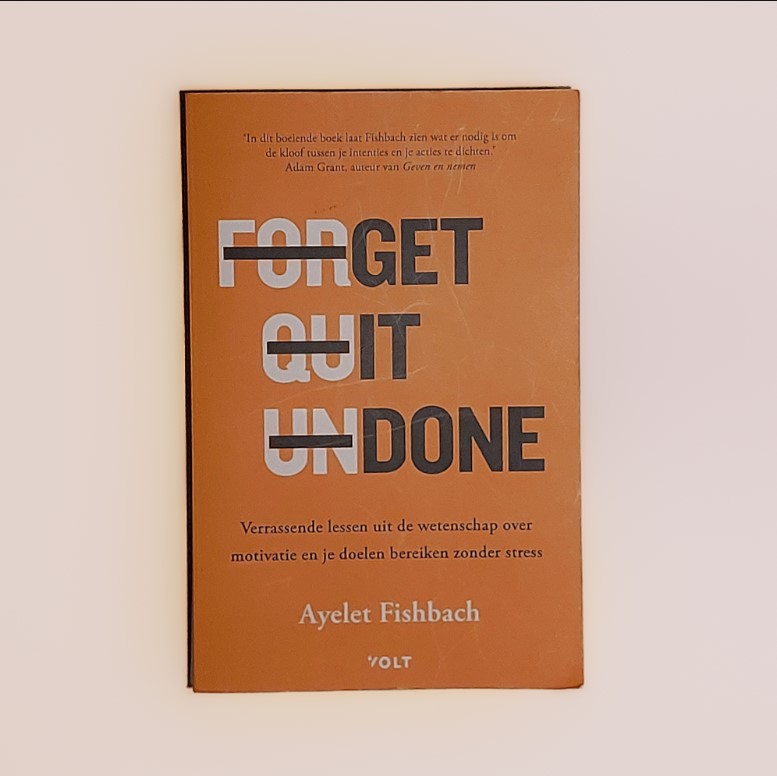 'In dit boeiende boek laat Fishbach zien wat er nodig is om
de kloof tussen je intenties en je acties te dichten.'
Adam Grant, auteur van Geven en nemen
FORGET
QUIT
UNDONE
Verrassende lessen uit de wetenschap over
motivatie en je doelen bereiken zonder stress
Ayelet Fishbach
VOLT